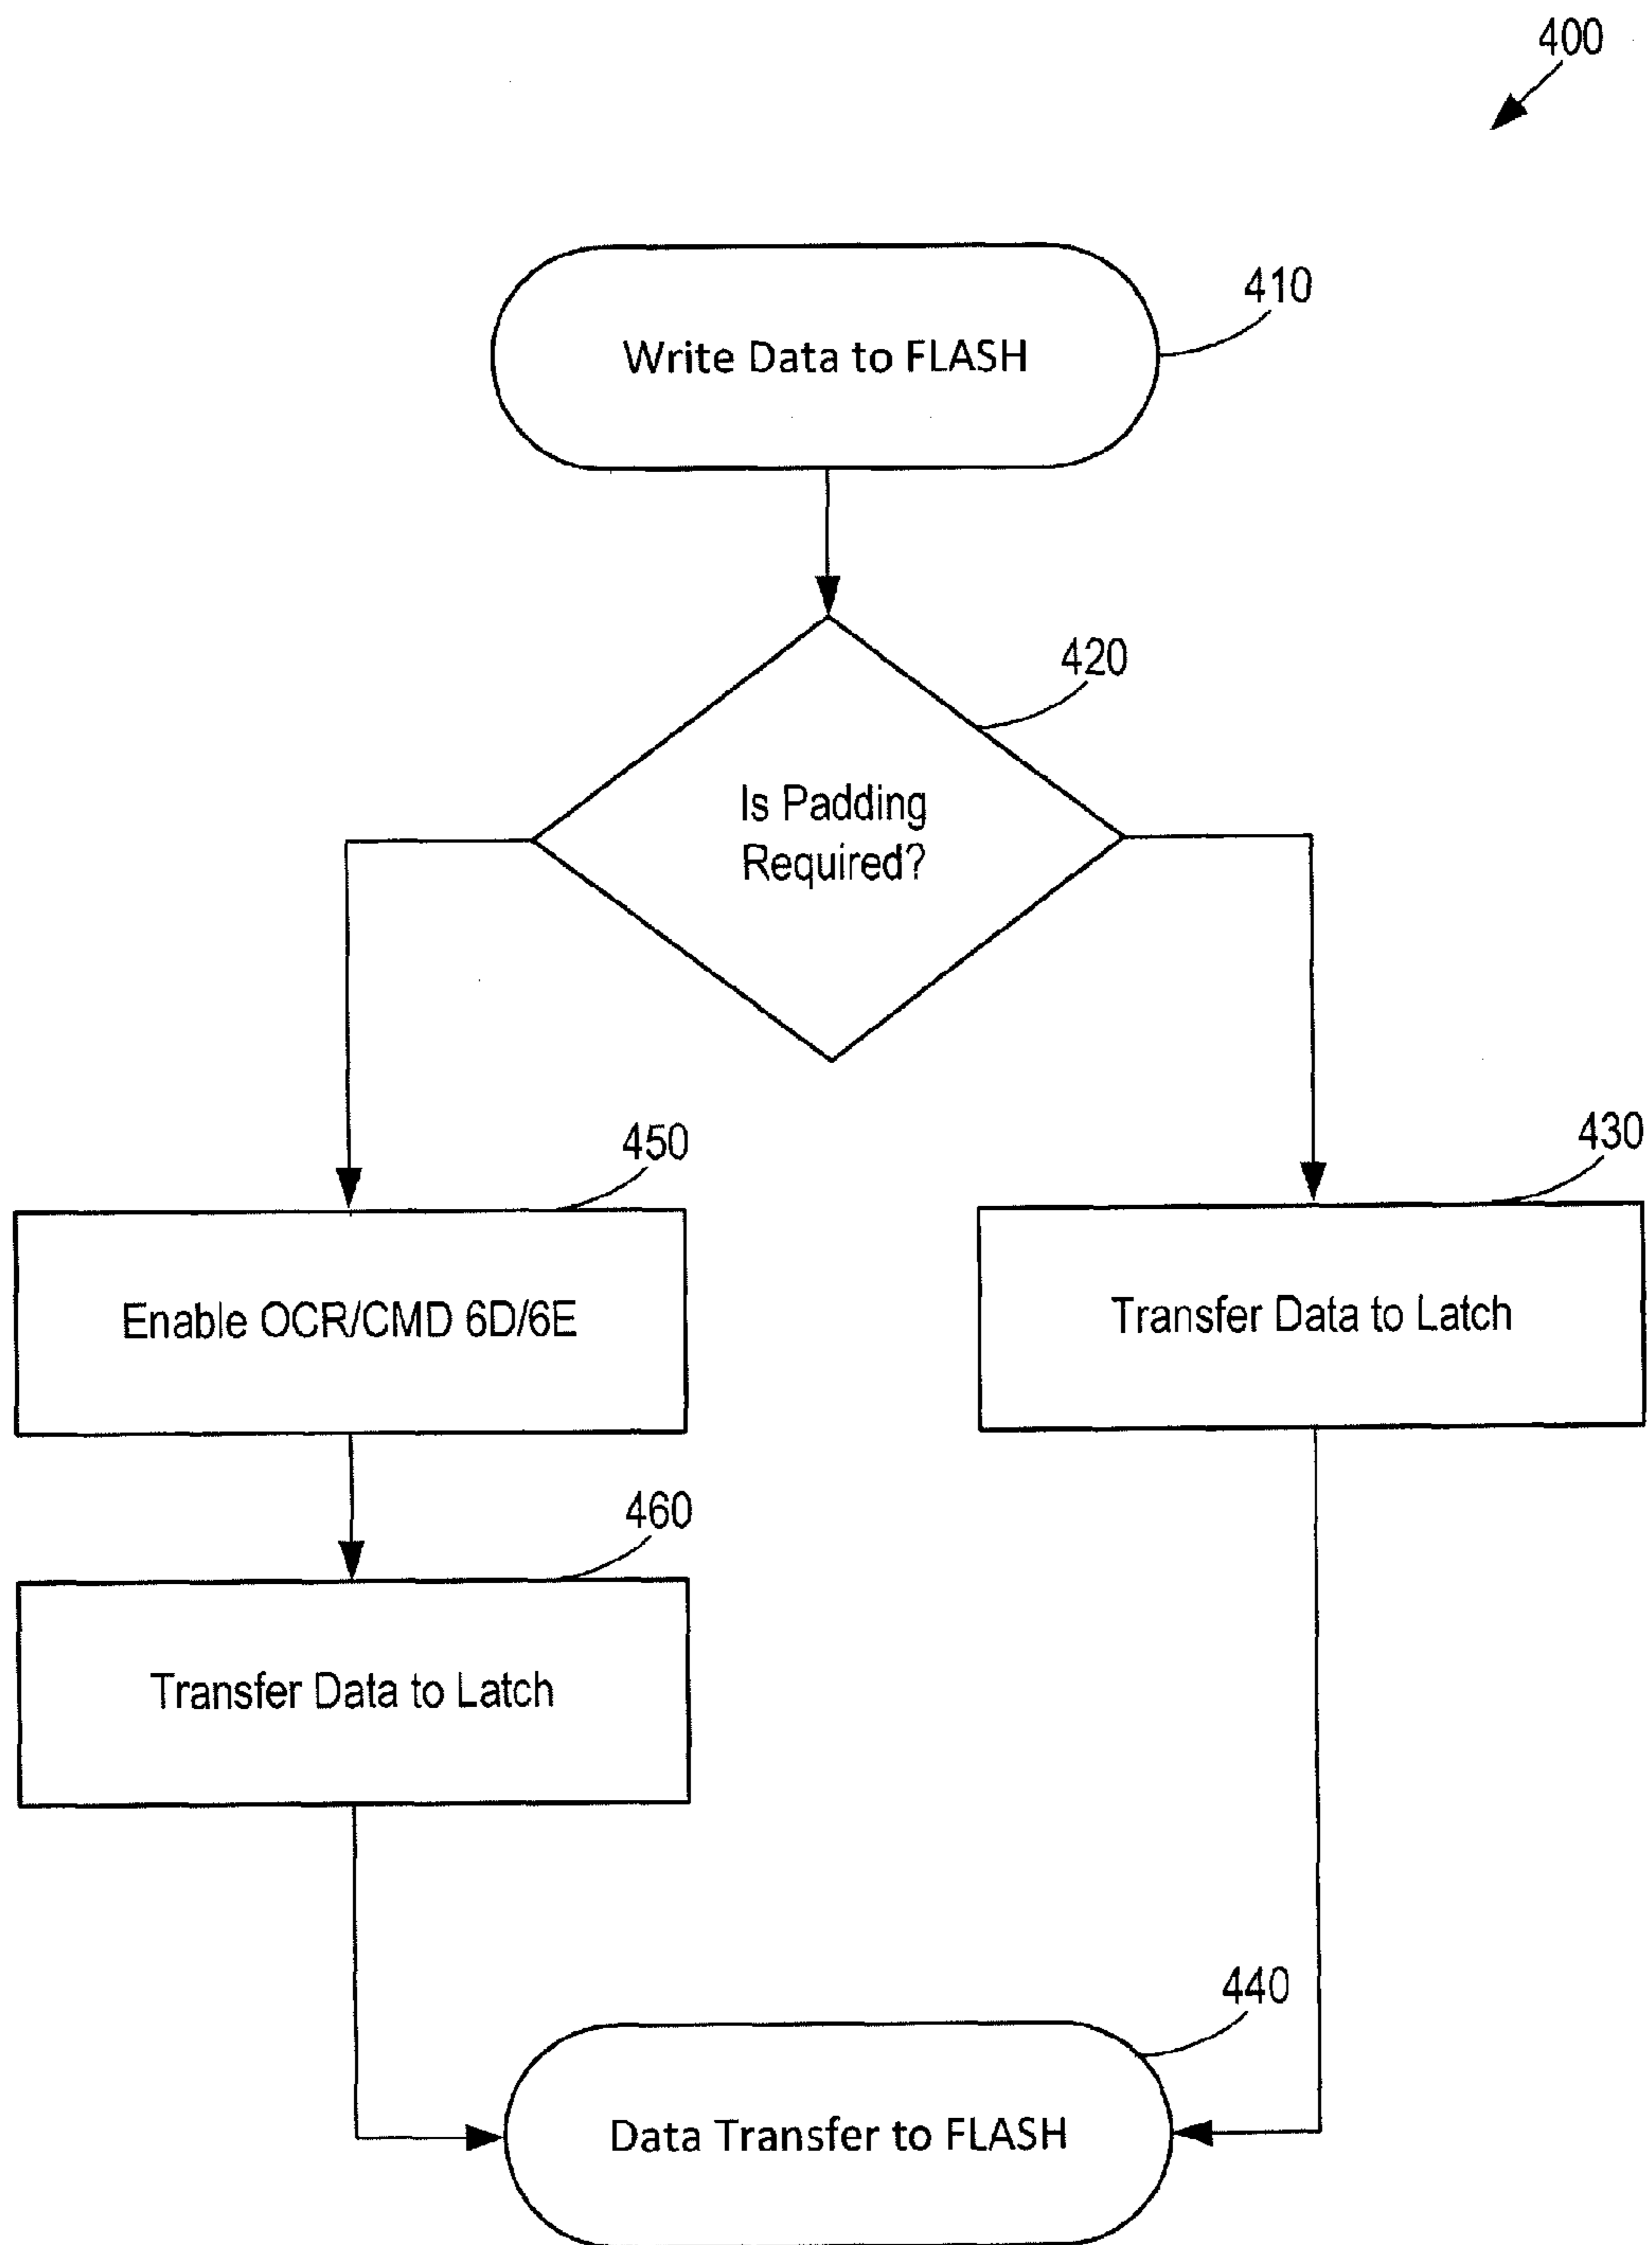 400
410
Write Data to FLASH
420
Is Padding
Required?
450
430
Enable OCR/CMD 6D/6E
Transfer Data to Latch
460
Transfer Data to Latch
440
Data Transfer to FLASH